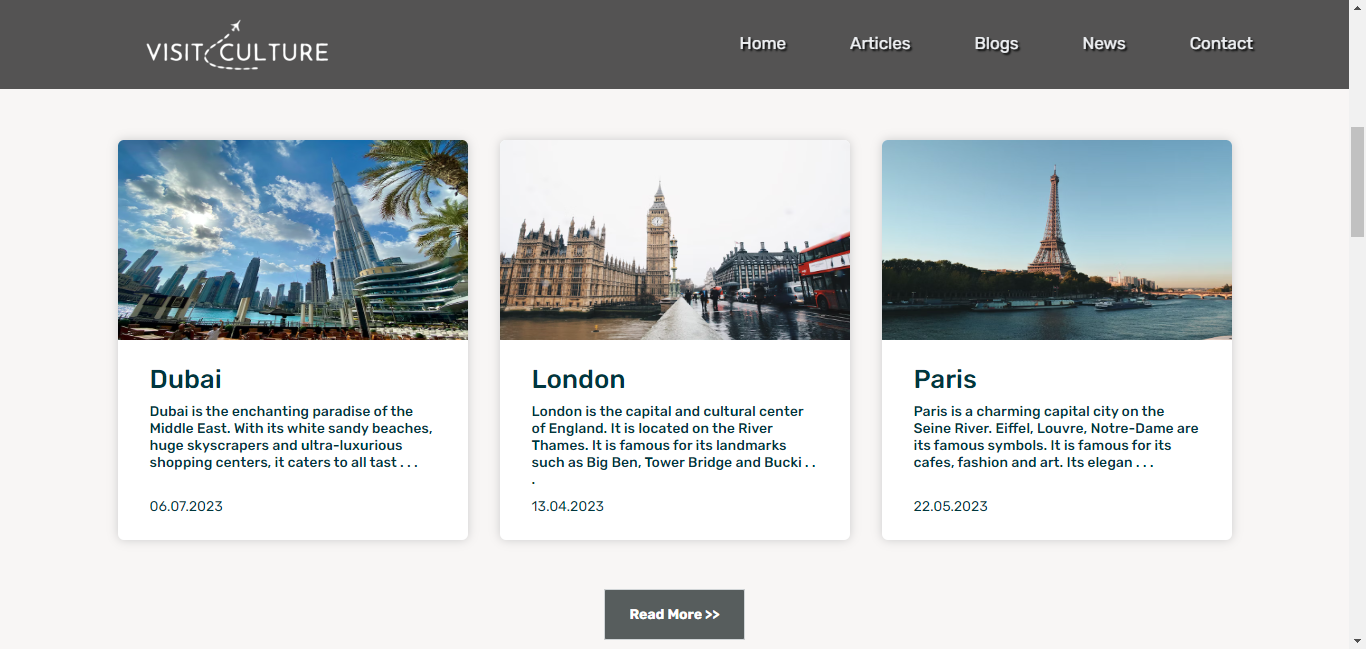 VISIT CULTURE
Home Articles Blogs News Contact
Dubai
Dubai is the enchanting paradise of the
Middle East. With its white sandy beaches,
huge skyscrapers and ultra-luxurious
shopping centers, it caters to all tast . . .
06.07.2023
London
London is the capital and cultural center
of England. It is located on the River
Thames. It is famous for its landmarks
such as Big Ben, Tower Bridge and Bucki . .
.
13.04.2023
Paris
Paris is a charming capital city on the
Seine River. Eiffel, Louvre, Notre-Dame are
its famous symbols. It is famous for its
cafes, fashion and art. Its elegan . . .
22.05.2023
Read More >>